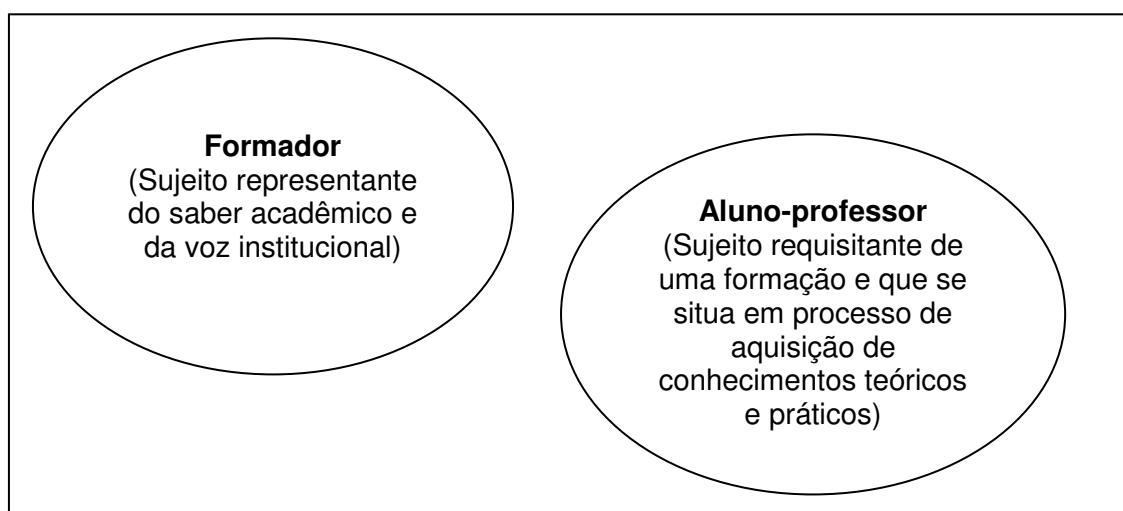 Formador
(Sujeito representante
do saber acadêmico e
da voz institucional)
Aluno-professor
(Sujeito requisitante de
uma formação e que se
situa em processo de
aquisição de
conhecimentos teóricos
e práticos)